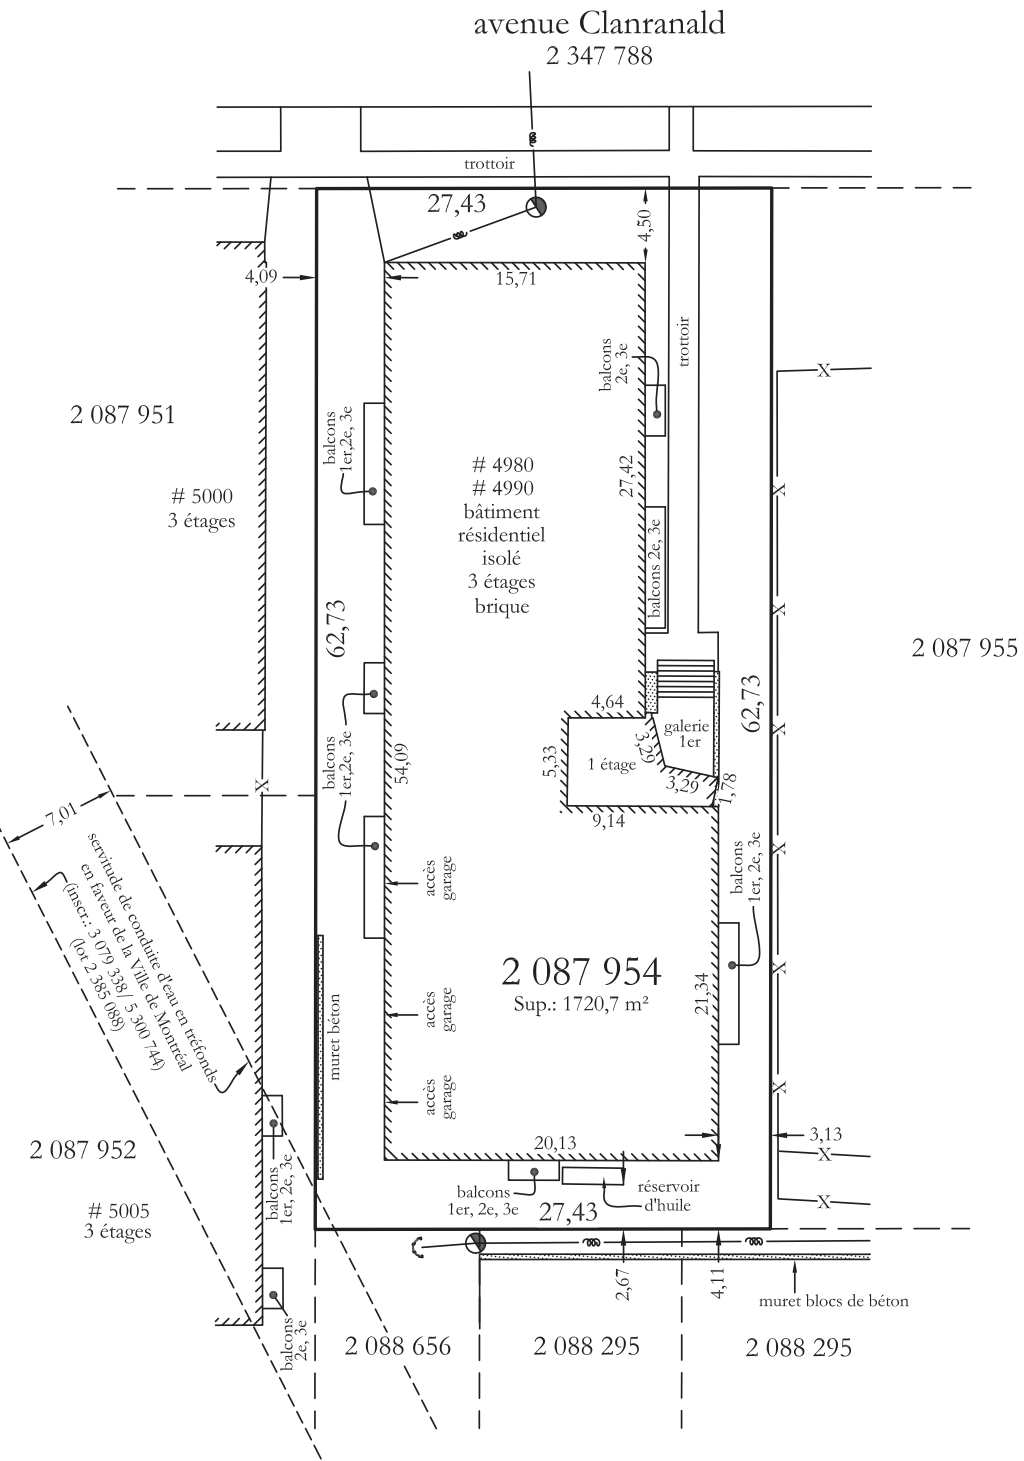 avenue Clanranald
2 347 788
trottoir
27,43
4,50
4,09
15,71
trottoir
balcons
2e, 3e
2 087 951
balcons
1er,2e, 3e
# 5000
3 étages
# 4980
# 4990
bâtiment
résidentiel
isolé
3 étages
brique
27,42
balcons 2e, 3e
X
X
X
62,73
2 087 955
62,73
4,64
galerie
1er
3,29
5,33
1 étage
3,29
1,78
9,14
balcons
1er,2e, 3e
54,09
X
X
7,01
servitude de conduite d'eau en tréfonds
en faveur de la Ville de Montréal
(inscr.: 3 079 338/ 5 300 744)
(lot 2 385 088)
X
balcons
1er, 2e, 3e
accès
garage
2 087 954
Sup.: 1720,7 m²
21,34
X
accès
garage
muret béton
accès
garage
X
2 087 952
# 5005
3 étages
balcons
1er, 2e, 3e
20,13
3,13
X
balcons
1er, 2e, 3e
réservoir
d'huile
X
27,43
2,67
4,11
muret blocs de béton
balcons
2e, 3e
2 088 656
2 088 295
2 088 295